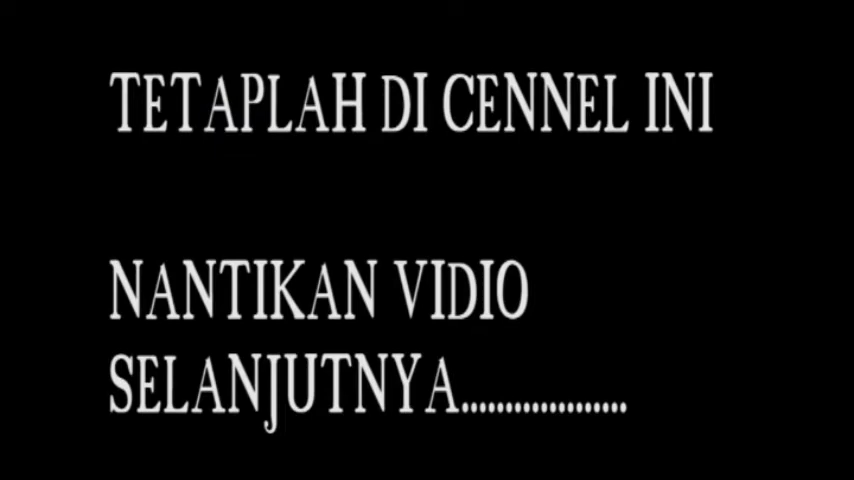 TETAPLAH DI CENNEL INI
NANTIKAN VIDIO
SELANJUTNYA...................